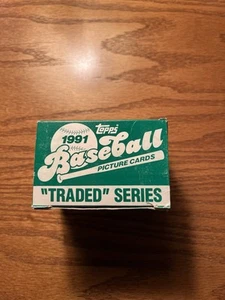 Topps
1991
Baseball
PICTURE CARDS
"TRADED" SERIES